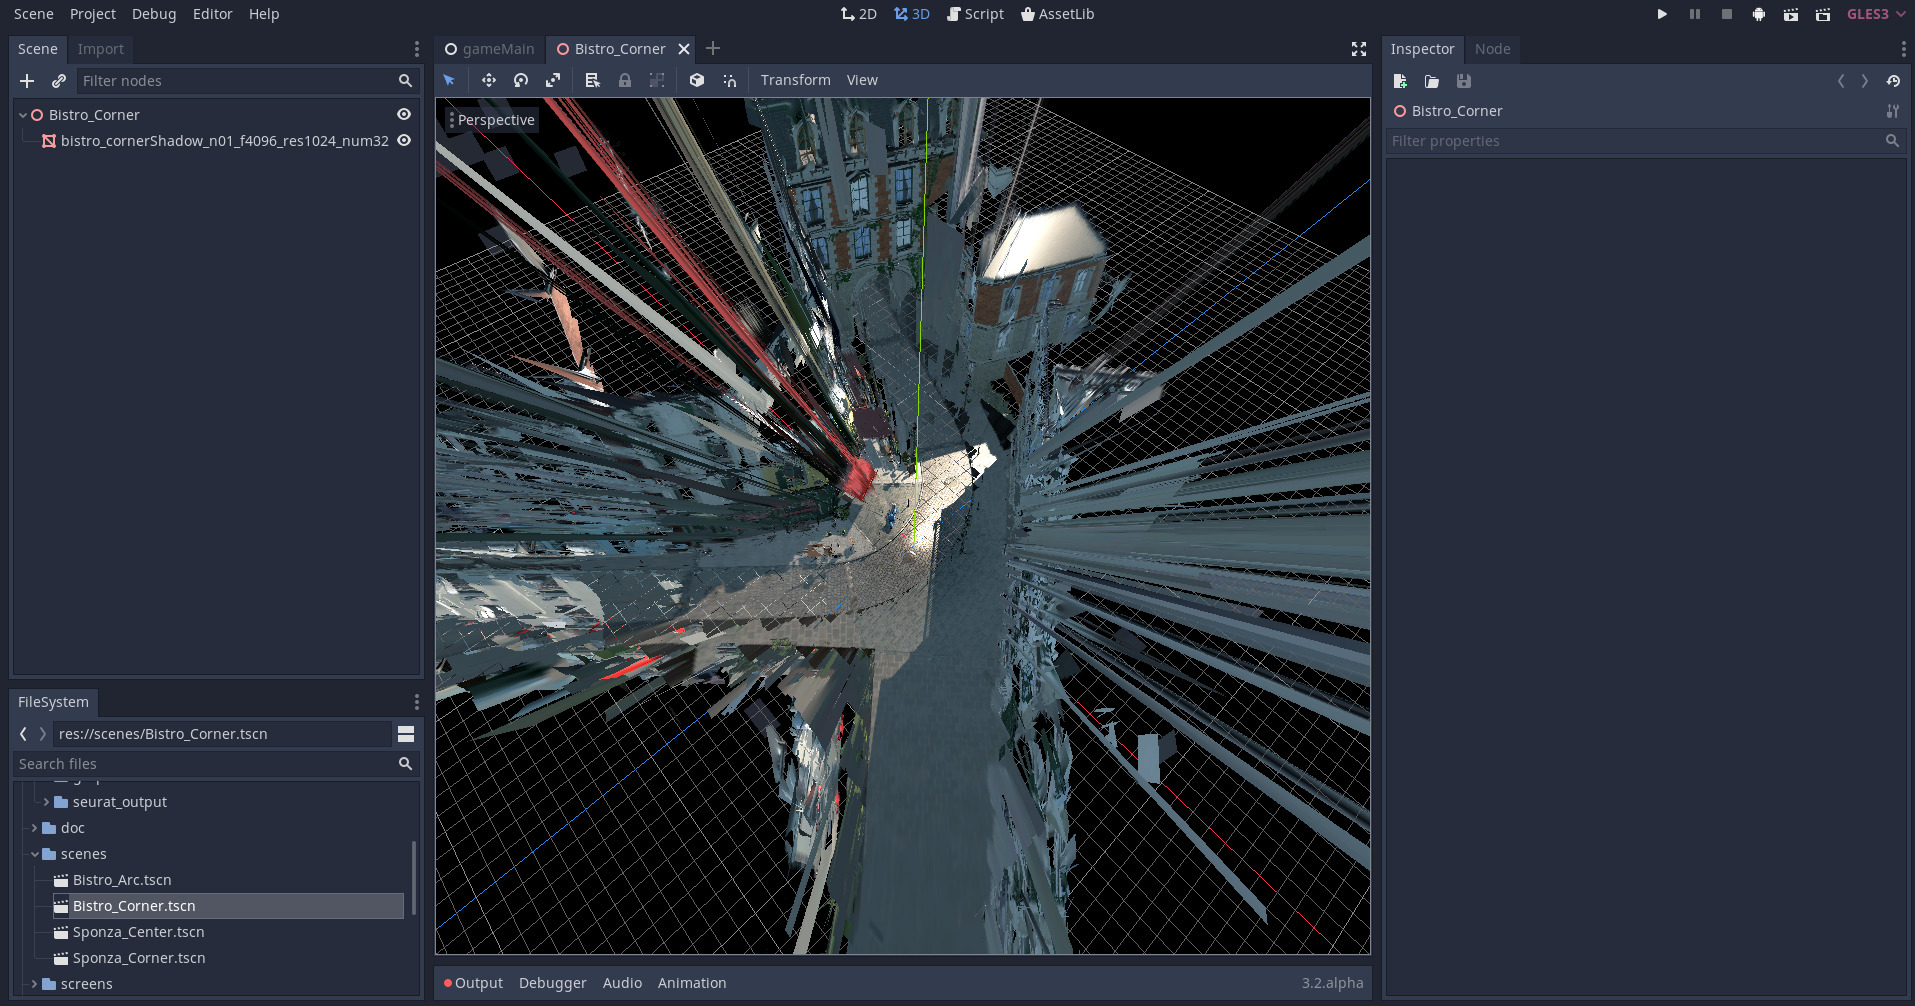 Scene Project Debug Editor Help
2D 3D Script AssetLib
GLES3
Scene Import
Filter nodes
Bistro_Corner
bistro_cornerShadow_n01_f4096_res1024_num32
FileSystem
res://scenes/Bistro_Corner.tscn
Search files
seurat_output
doc
scenes
Bistro_Arc.tscn
Bistro_Corner.tscn
Sponza_Center.tscn
Sponza_Corner.tscn
screens
gameMain Bistro_Corner
Transform View
Perspective
Output Debugger Audio Animation 3.2.alpha
Inspector Node
Bistro_Corner
Filter properties